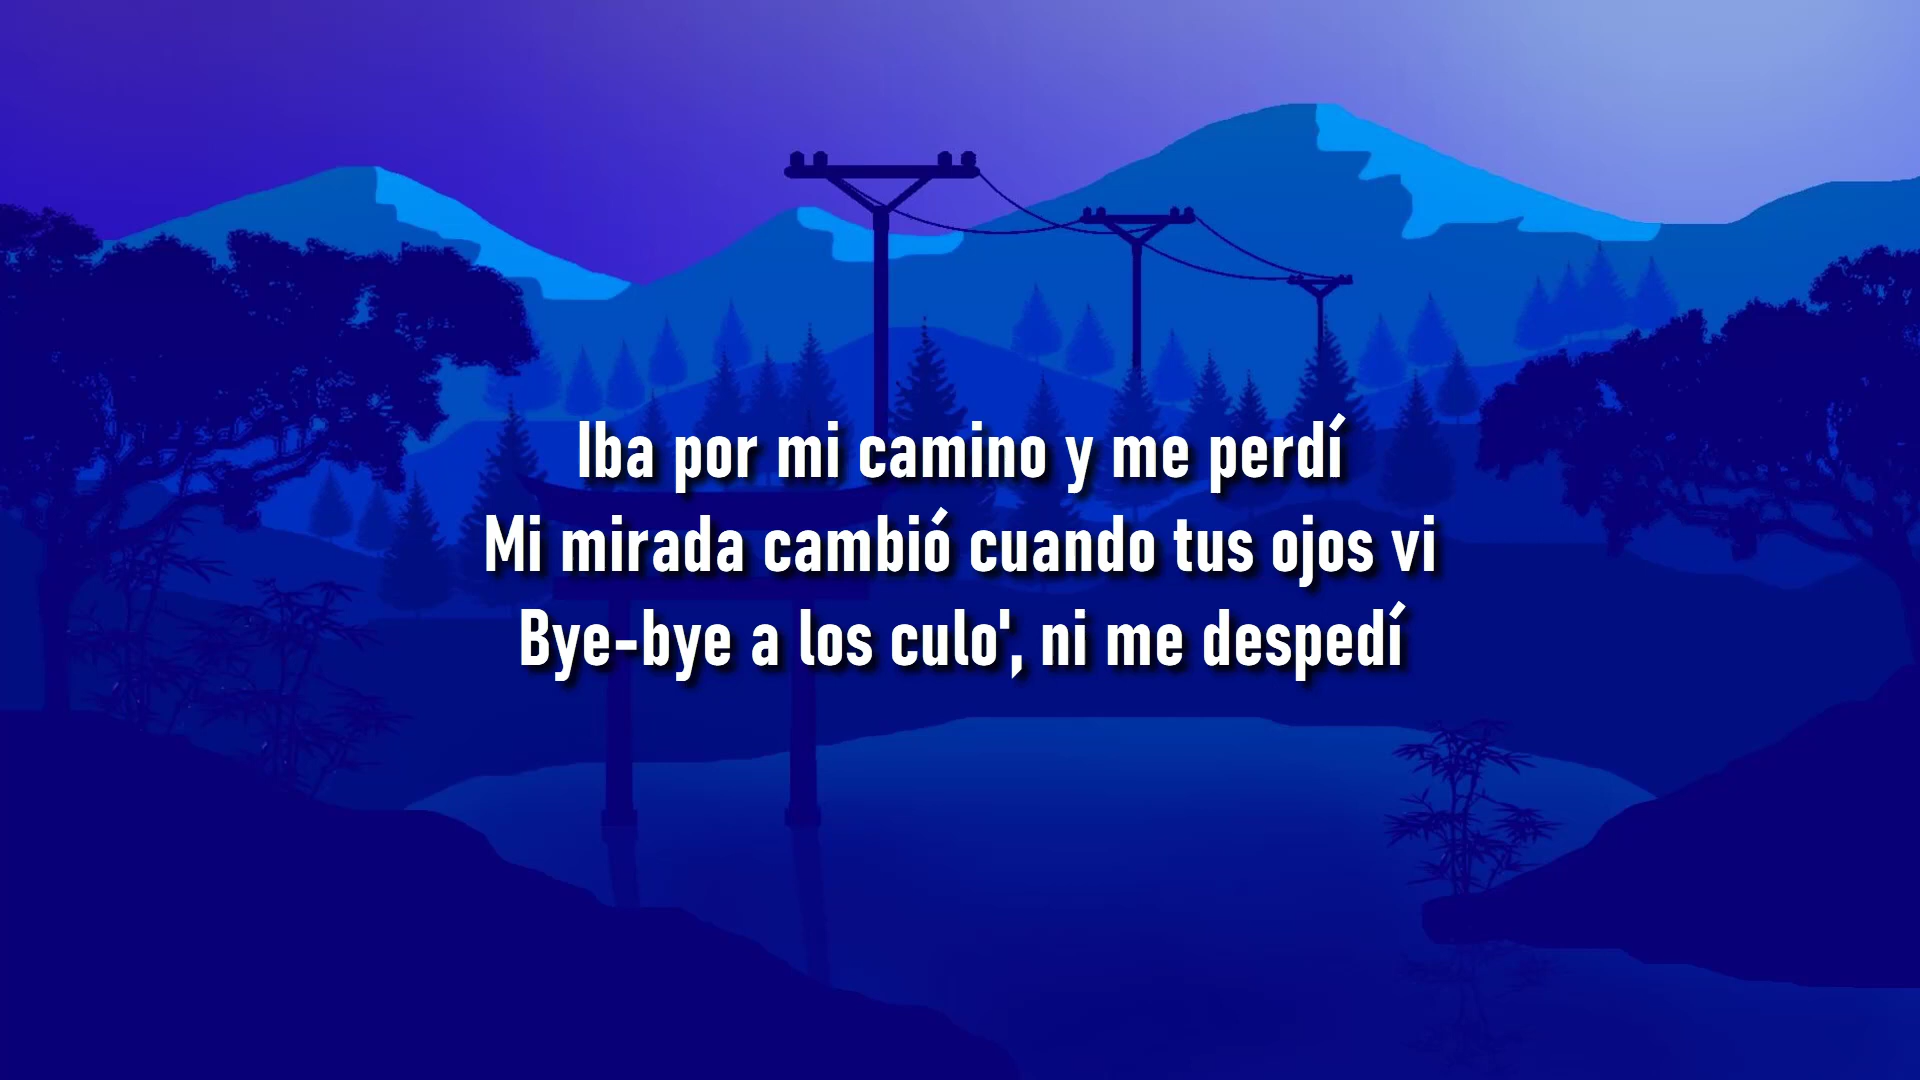 Iba por mi camino y me perdí
Mi mirada cambió cuando tus ojos vi
Bye-bye a los culo', ni me despedí